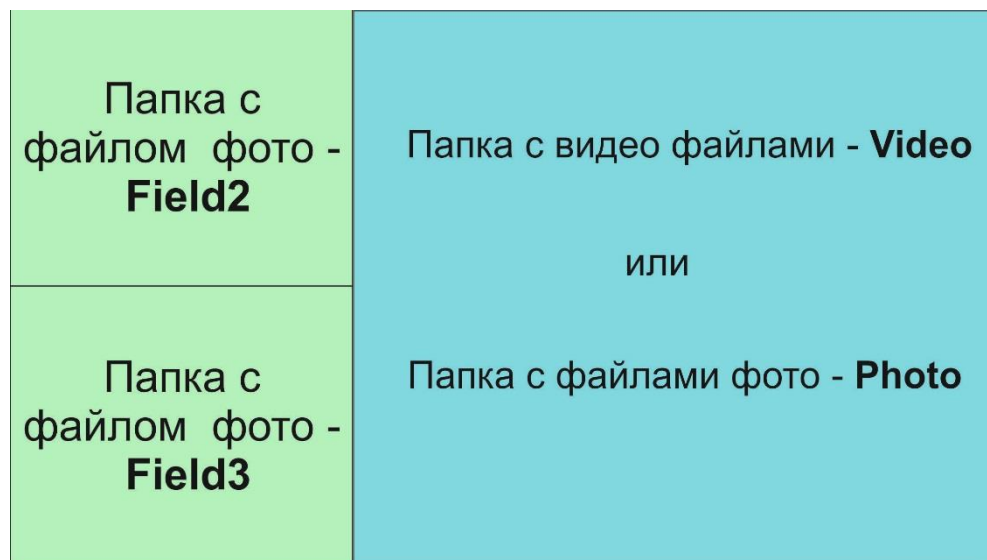 Папка с
файлом фото -
Field2
Папка с
файлом фото -
Field3
Папка с видео файлами - Video
или
Папка с файлами фото - Photo